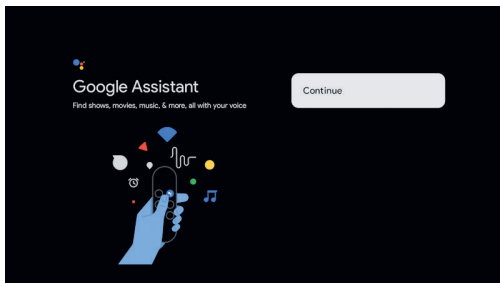 Google Assistant
Find shows, movies, music, & more, all with your voice
Continue